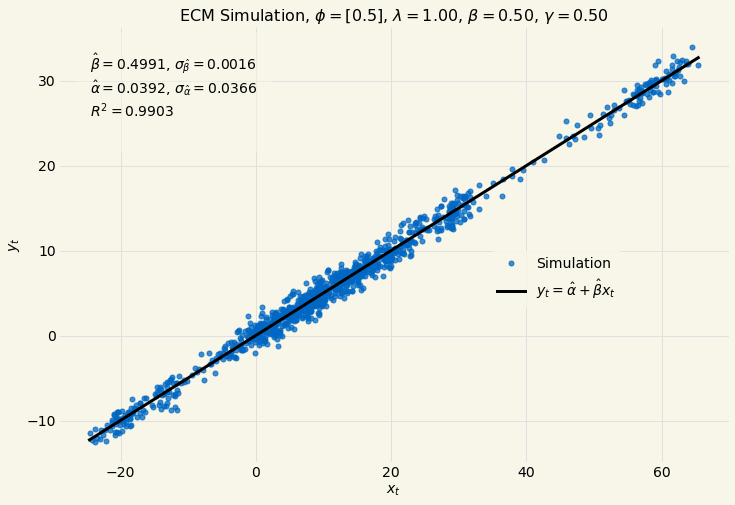 ECM Simulation, ϕ = [0.5], λ = 1.00, β = 0.50, γ = 0.50
β̂ = 0.4991, σ_β̂ = 0.0016
α̂ = 0.0392, σ_α̂ = 0.0366
R² = 0.9903
30
20
10
0
−10
y_t
Simulation
y_t = α̂ + β̂x_t
−20 0 20 40 60
x_t